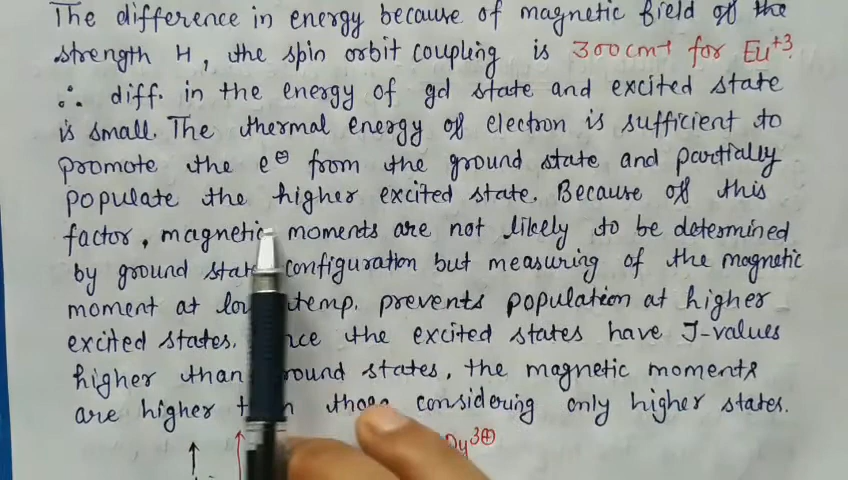 The difference in energy because of magnetic field of the
strength H, the spin orbit coupling is 300cm-1 for Eu+3.
∴ diff. in the energy of gd state and excited state
is small. The thermal energy of electron is sufficient to
promote the e⊖ from the ground state and partially
populate the higher excited state. Because of this
factor, magnetic moments are not likely to be determined
by ground state configuration but measuring of the magnetic
moment at low temp. prevents population at higher
excited states. the excited states have J-values
higher than ground states, the magnetic moments
are higher those considering only higher states.
Dy3⊕